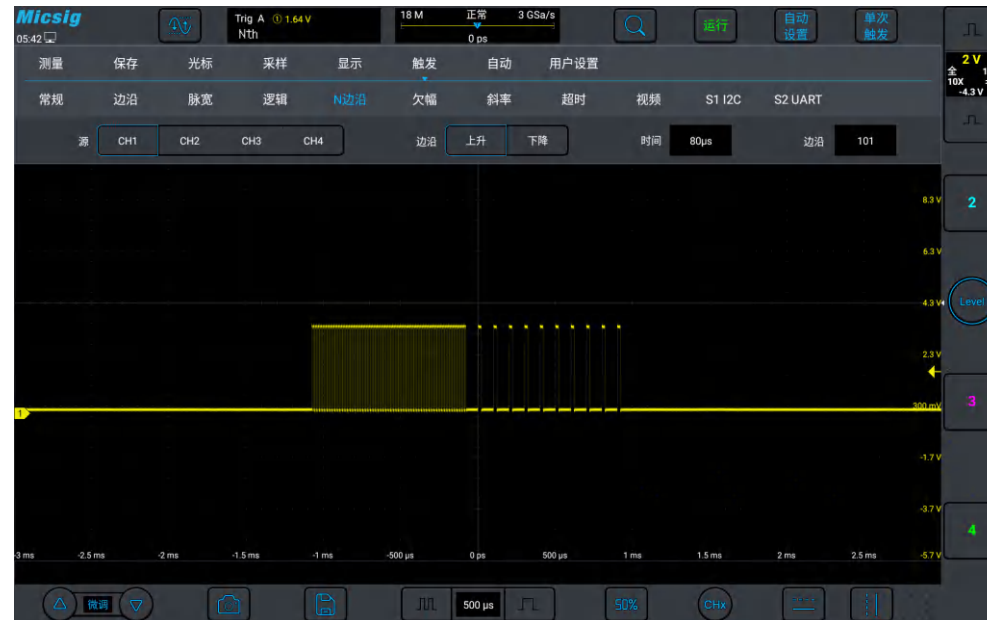 Micsig
05:42
Trig A ① 1.64 V
Nth
18 M 正常 3 GSa/s
0 ps
运行
自动
设置
单次
触发
测量 保存 光标 采样 显示 触发 自动 用户设置
2 V
全 1
10X
-4.3 V
常规 边沿 脉宽 逻辑 N边沿 欠幅 斜率 超时 视频 S1 I2C S2 UART
源 CH1 CH2 CH3 CH4 边沿 上升 下降 时间 80μs 边沿 101
8.3 V
2
6.3 V
4.3 V
Level
2.3 V
1
300 mV
3
-1.7 V
-3.7 V
4
-3 ms -2.5 ms -2 ms -1.5 ms -1 ms -500 μs 0 ps 500 μs 1 ms 1.5 ms 2 ms 2.5 ms -5.7 V
微调 500 μs 50% CHx